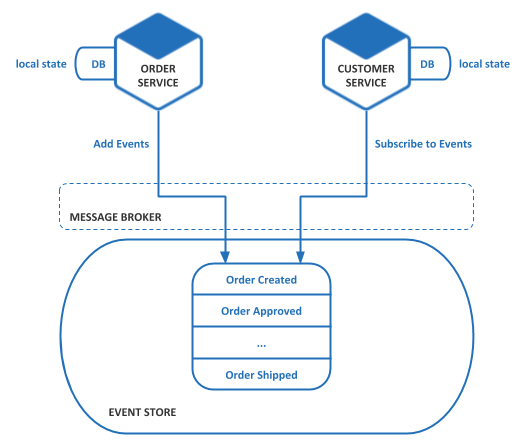 local state
DB
ORDER
SERVICE
CUSTOMER
SERVICE
DB
local state
Add Events
Subscribe to Events
MESSAGE BROKER
Order Created
Order Approved
...
Order Shipped
EVENT STORE